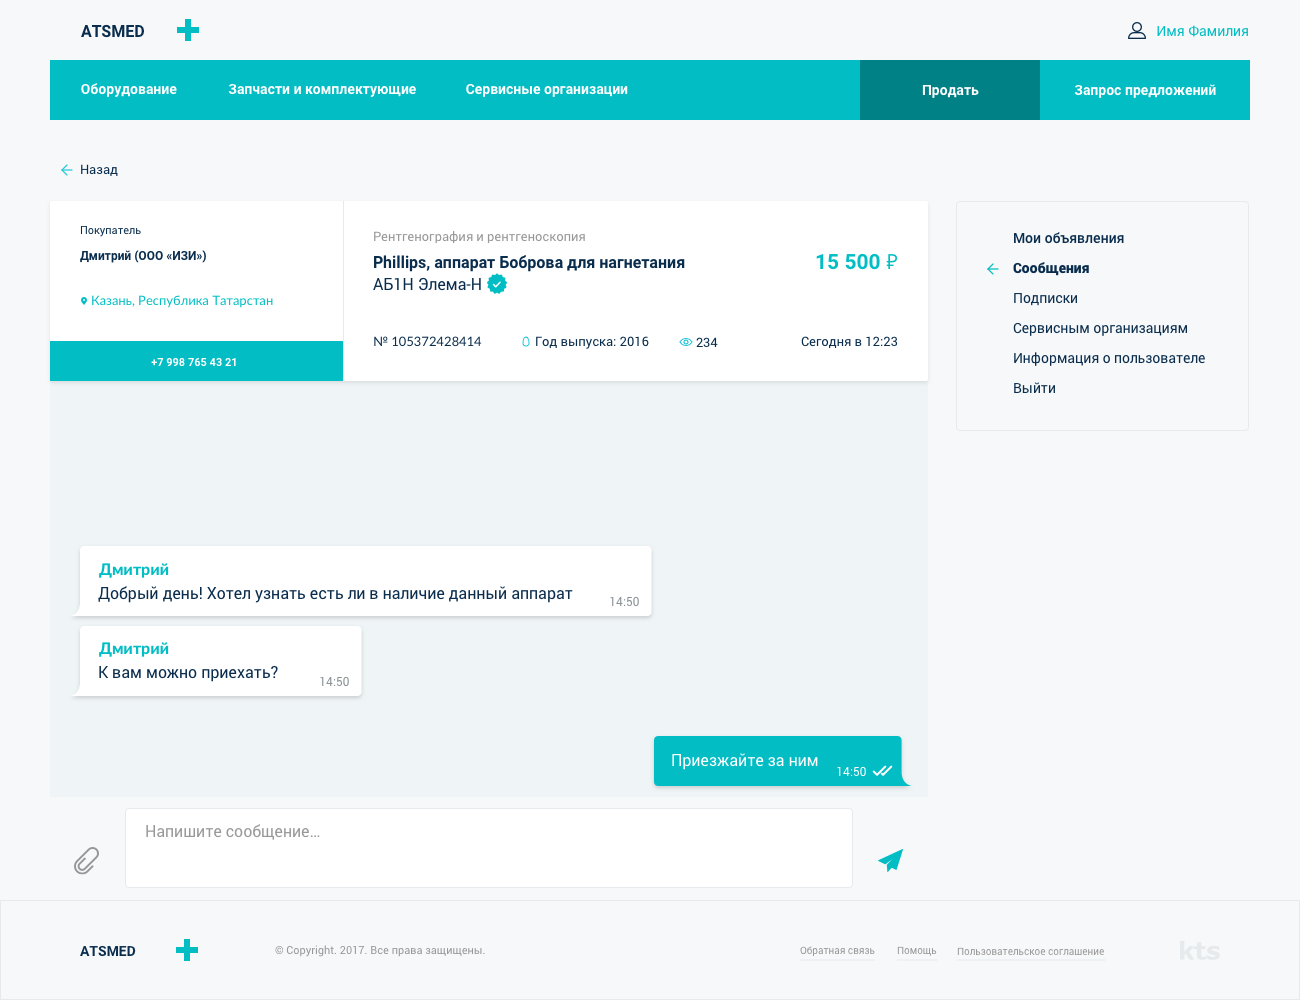 ATSMED
Имя Фамилия
Оборудование
Запчасти и комплектующие
Сервисные организации
Продать
Запрос предложений
Назад
Покупатель
Дмитрий (ООО «ИЗИ»)
Казань, Республика Татарстан
+7 998 765 43 21
Рентгенография и рентгеноскопия
Phillips, аппарат Боброва для нагнетания
АБ1Н Элема-Н
15 500 ₽
№ 105372428414
Год выпуска: 2016
234
Сегодня в 12:23
Мои объявления
Сообщения
Подписки
Сервисным организациям
Информация о пользователе
Выйти
Дмитрий
Добрый день! Хотел узнать есть ли в наличие данный аппарат
14:50
Дмитрий
К вам можно приехать?
14:50
Приезжайте за ним
14:50
Напишите сообщение...
ATSMED
© Copyright. 2017. Все права защищены.
Обратная связь
Помощь
Пользовательское соглашение
kts